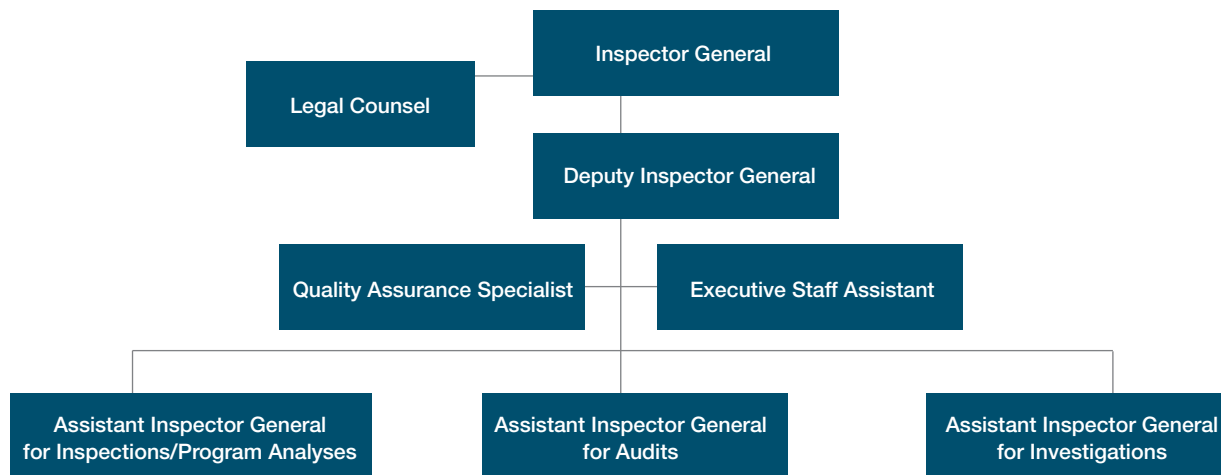 Inspector General
Legal Counsel
Deputy Inspector General
Quality Assurance Specialist
Executive Staff Assistant
Assistant Inspector General
for Inspections/Program Analyses
Assistant Inspector General
for Audits
Assistant Inspector General
for Investigations